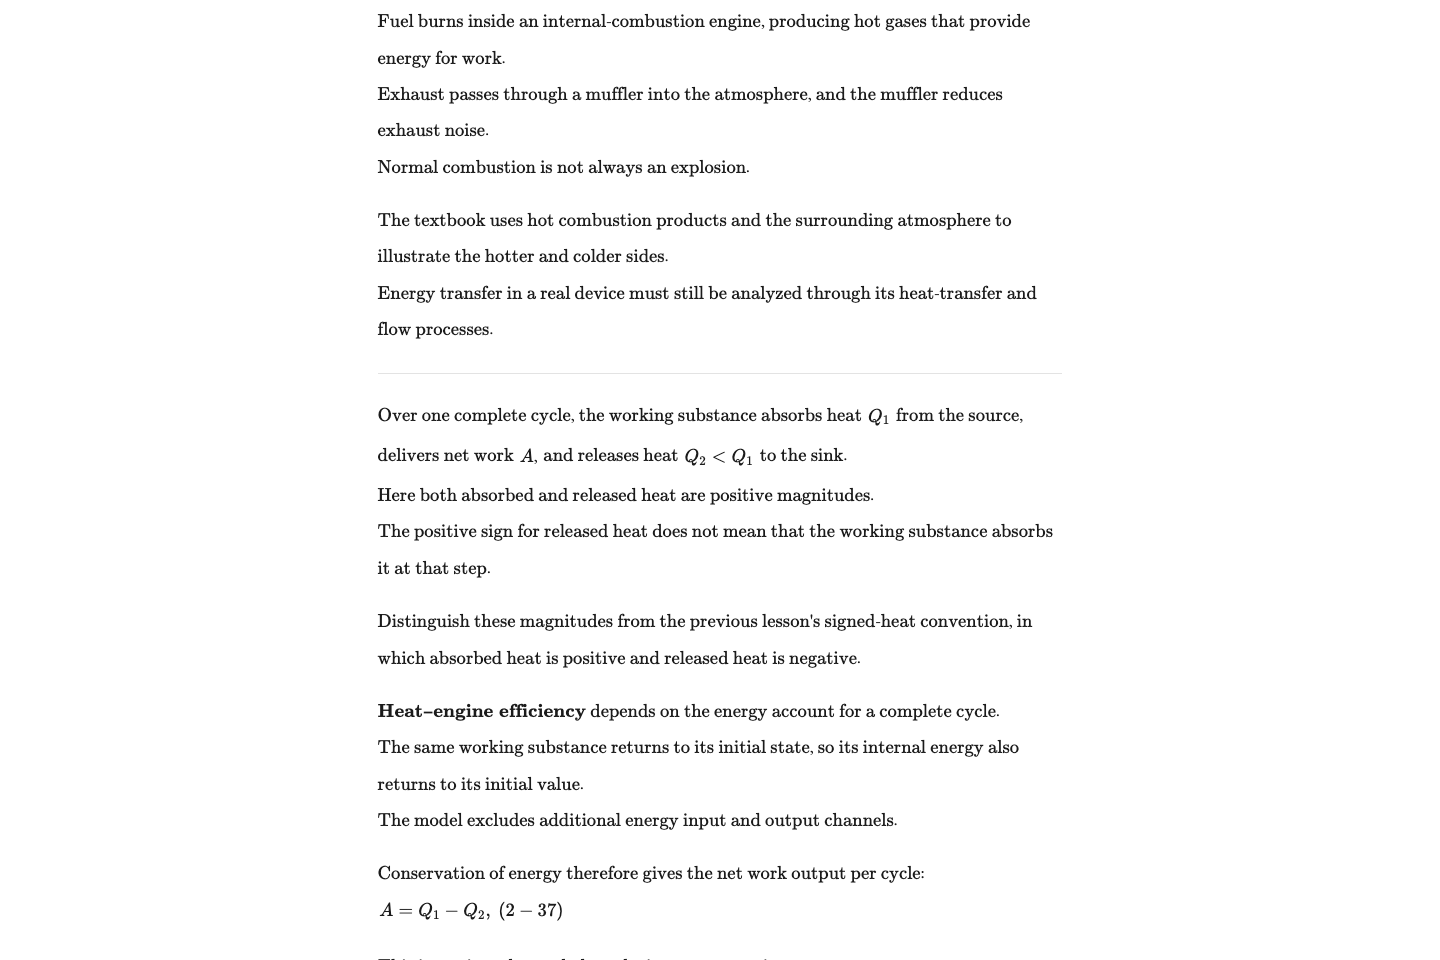 Fuel burns inside an internal-combustion engine, producing hot gases that provide
energy for work.
Exhaust passes through a muffler into the atmosphere, and the muffler reduces
exhaust noise.
Normal combustion is not always an explosion.
The textbook uses hot combustion products and the surrounding atmosphere to
illustrate the hotter and colder sides.
Energy transfer in a real device must still be analyzed through its heat-transfer and
flow processes.
Over one complete cycle, the working substance absorbs heat Q₁ from the source,
delivers net work A, and releases heat Q₂ < Q₁ to the sink.
Here both absorbed and released heat are positive magnitudes.
The positive sign for released heat does not mean that the working substance absorbs
it at that step.
Distinguish these magnitudes from the previous lesson's signed-heat convention, in
which absorbed heat is positive and released heat is negative.
Heat–engine efficiency depends on the energy account for a complete cycle.
The same working substance returns to its initial state, so its internal energy also
returns to its initial value.
The model excludes additional energy input and output channels.
Conservation of energy therefore gives the net work output per cycle:
A = Q₁ − Q₂, (2 − 37)